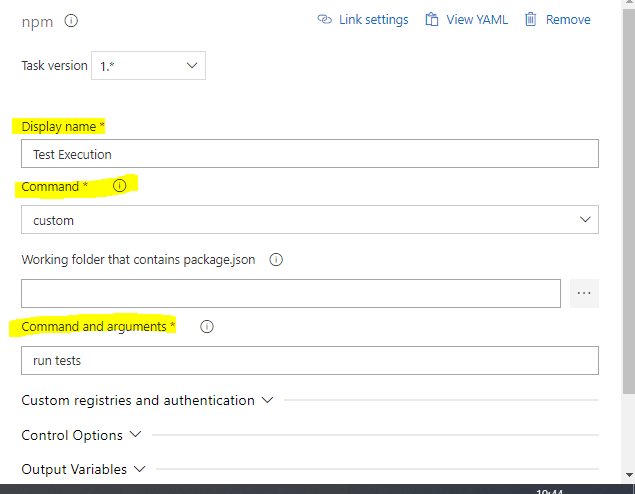 npm
Link settings View YAML Remove
Task version 1.*
Display name *
Test Execution
Command *
custom
Working folder that contains package.json
...
Command and arguments *
run tests
Custom registries and authentication
Control Options
Output Variables